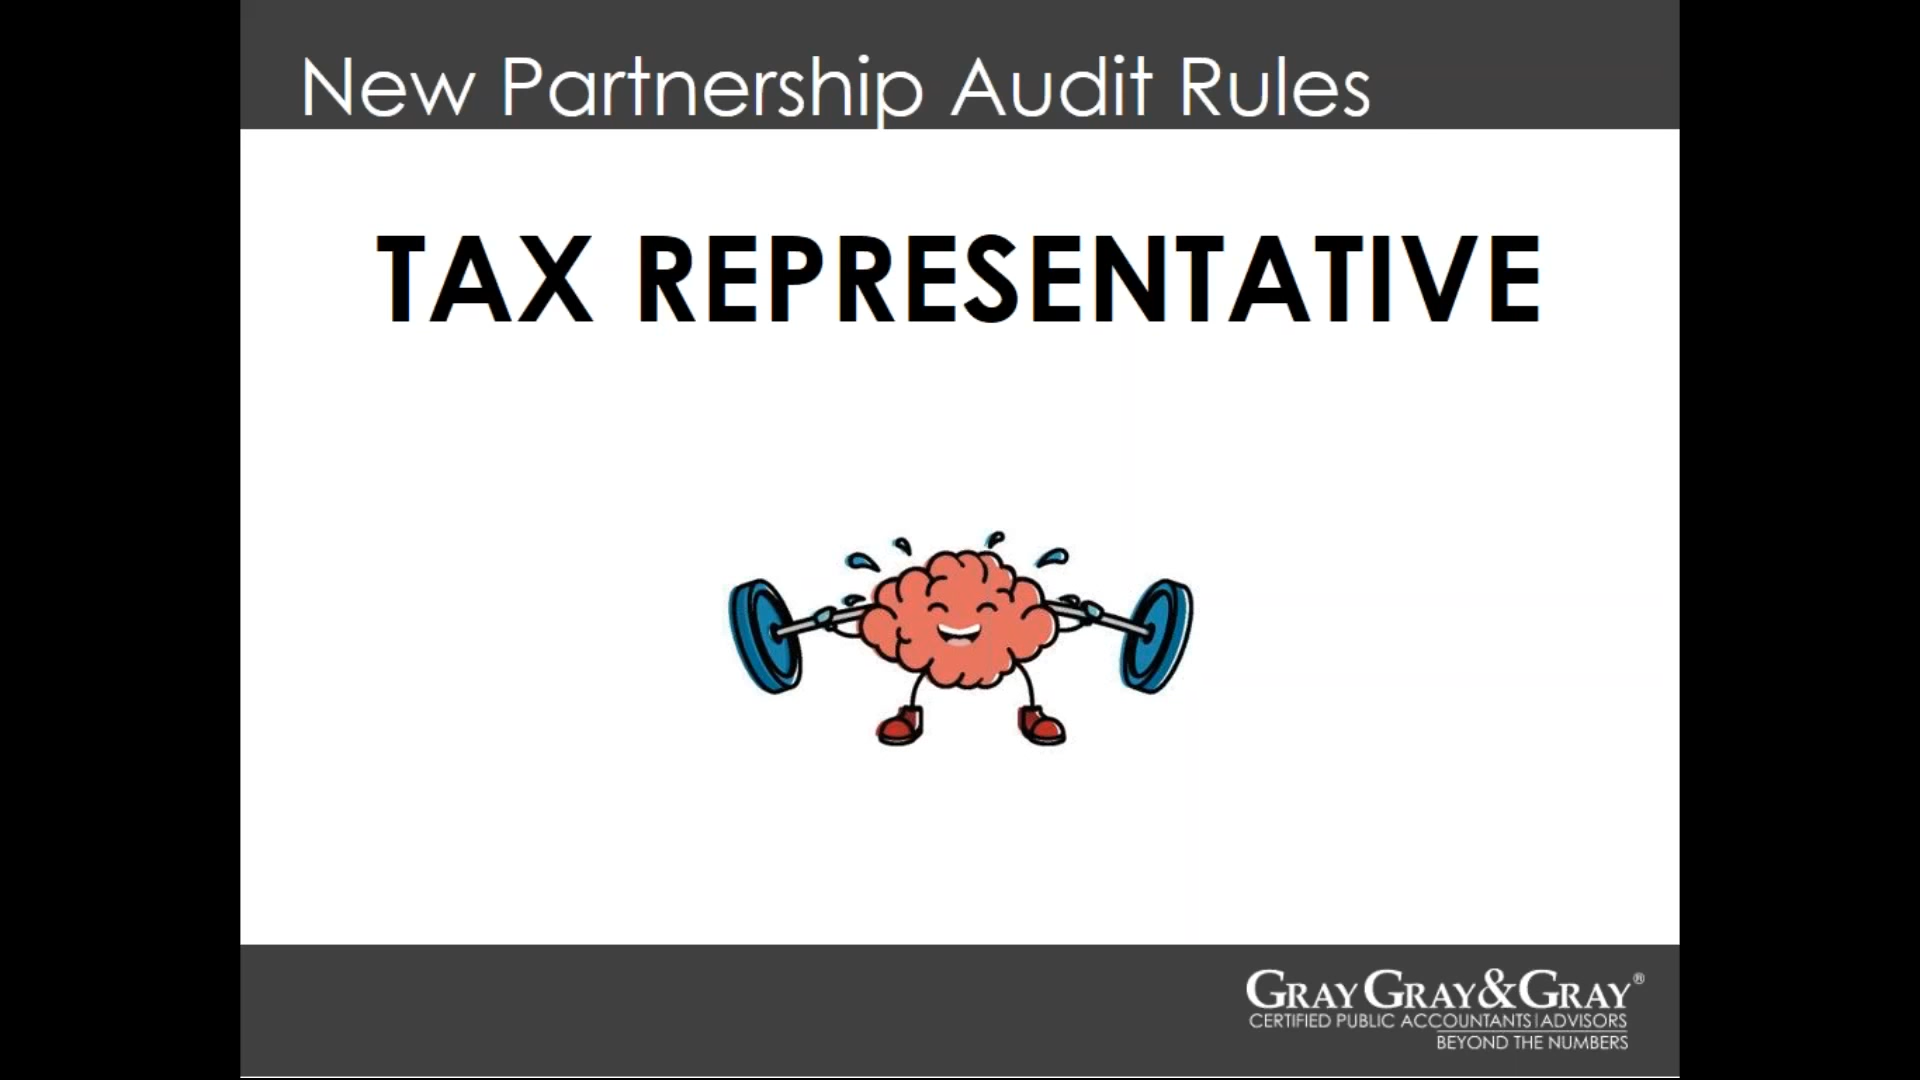 New Partnership Audit Rules
TAX REPRESENTATIVE
GRAY GRAY & GRAY®
CERTIFIED PUBLIC ACCOUNTANTS | ADVISORS
BEYOND THE NUMBERS